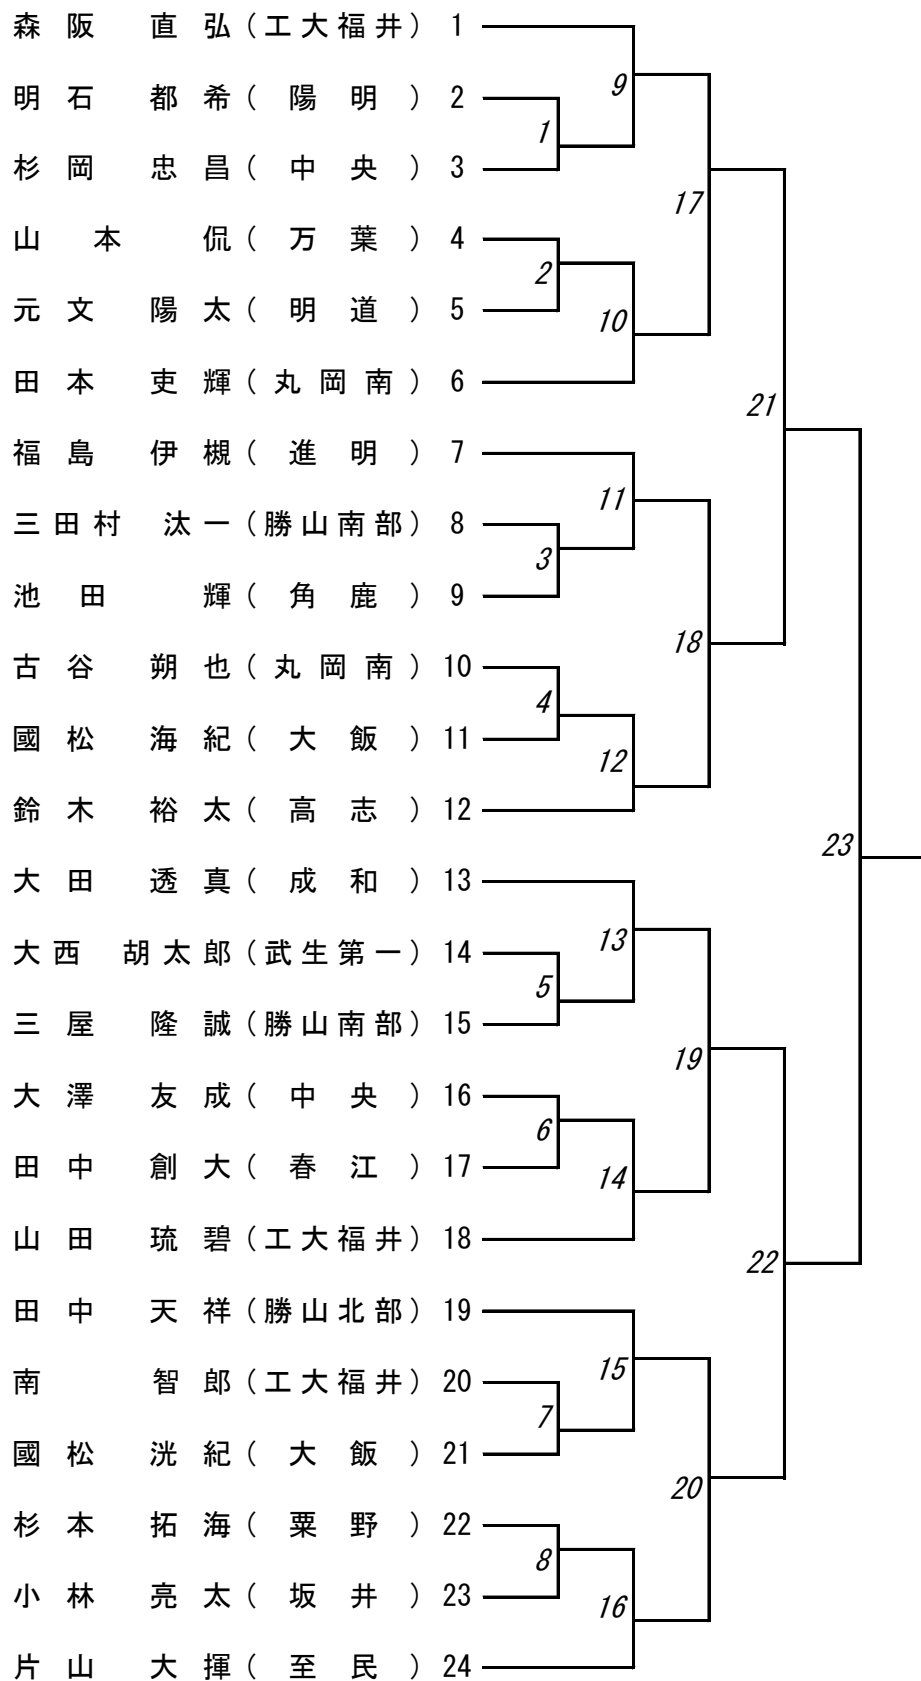 森阪 直弘(工大福井) 1
9
明石 都希(陽明) 2
1
杉岡 忠昌(中央) 3
17
山本 侃(万葉) 4
2
元文 陽太(明道) 5
10
田本 吏輝(丸岡南) 6
21
福島 伊槻(進明) 7
11
三田村 汰一(勝山南部) 8
3
池田 輝(角鹿) 9
18
古谷 朔也(丸岡南) 10
4
國松 海紀(大飯) 11
12
鈴木 裕太(高志) 12
23
大田 透真(成和) 13
13
大西 胡太郎(武生第一) 14
5
三屋 隆誠(勝山南部) 15
19
大澤 友成(中央) 16
6
田中 創大(春江) 17
14
山田 琉碧(工大福井) 18
22
田中 天祥(勝山北部) 19
15
南 智郎(工大福井) 20
7
國松 洸紀(大飯) 21
20
杉本 拓海(粟野) 22
8
小林 亮太(坂井) 23
16
片山 大揮(至民) 24